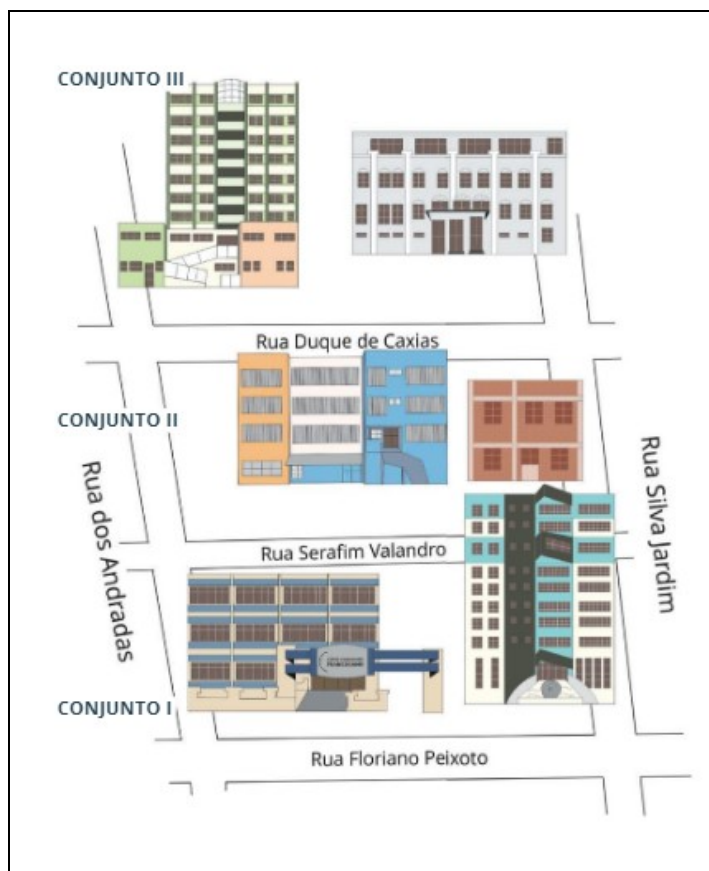 CONJUNTO III
Rua Duque de Caxias
CONJUNTO II
Rua Silva Jardim
Rua dos Andradas
Rua Serafim Valandro
CONJUNTO I
Rua Floriano Peixoto